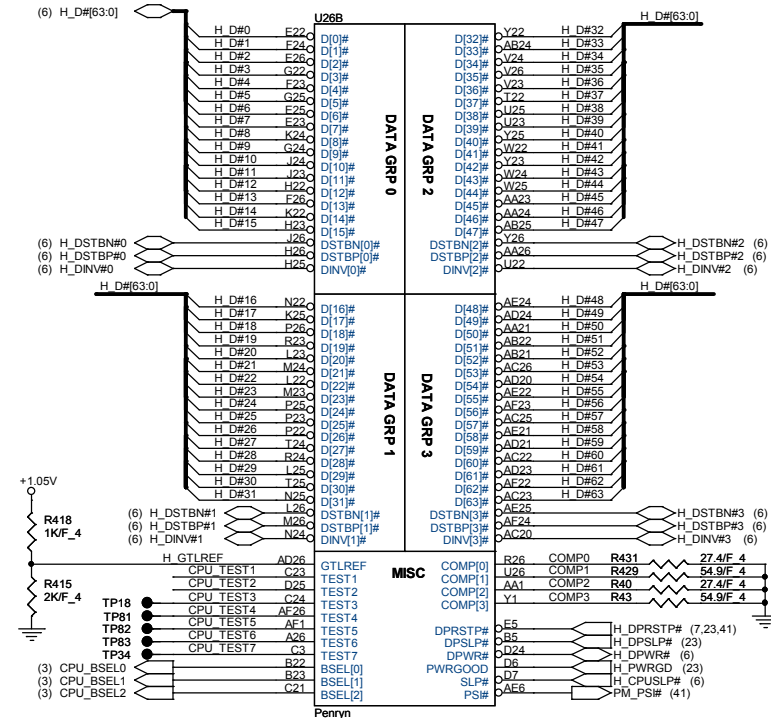 (6) H_D#[63:0]
U26B
H_D#[63:0]
H_D#0 E22 D[0]# D[32]# Y22 H_D#32
H_D#1 F24 D[1]# D[33]# AB24 H_D#33
H_D#2 E26 D[2]# D[34]# V24 H_D#34
H_D#3 G22 D[3]# D[35]# V26 H_D#35
H_D#4 F23 D[4]# D[36]# V23 H_D#36
H_D#5 G25 D[5]# D[37]# T22 H_D#37
H_D#6 E25 D[6]# D[38]# U25 H_D#38
H_D#7 E23 D[7]# D[39]# U23 H_D#39
H_D#8 K24 D[8]# D[40]# Y25 H_D#40
H_D#9 G24 D[9]# D[41]# W22 H_D#41
H_D#10 J24 D[10]# D[42]# Y23 H_D#42
H_D#11 J23 D[11]# D[43]# W24 H_D#43
H_D#12 H22 D[12]# D[44]# W25 H_D#44
H_D#13 F26 D[13]# D[45]# AA23 H_D#45
H_D#14 K22 D[14]# D[46]# AA24 H_D#46
H_D#15 H23 D[15]# D[47]# AB25 H_D#47
DATA GRP 0
DATA GRP 2
(6) H_DSTBN#0 J26 DSTBN[0]# DSTBN[2]# Y26 H_DSTBN#2 (6)
(6) H_DSTBP#0 H26 DSTBP[0]# DSTBP[2]# AA26 H_DSTBP#2 (6)
(6) H_DINV#0 H25 DINV[0]# DINV[2]# U22 H_DINV#2 (6)
H_D#[63:0]
H_D#[63:0]
H_D#16 N22 D[16]# D[48]# AE24 H_D#48
H_D#17 K25 D[17]# D[49]# AD24 H_D#49
H_D#18 P26 D[18]# D[50]# AA21 H_D#50
H_D#19 R23 D[19]# D[51]# AB22 H_D#51
H_D#20 L23 D[20]# D[52]# AB21 H_D#52
H_D#21 M24 D[21]# D[53]# AC26 H_D#53
H_D#22 L22 D[22]# D[54]# AD20 H_D#54
H_D#23 M23 D[23]# D[55]# AE22 H_D#55
H_D#24 P25 D[24]# D[56]# AF23 H_D#56
H_D#25 P23 D[25]# D[57]# AC25 H_D#57
H_D#26 P22 D[26]# D[58]# AE21 H_D#58
H_D#27 T24 D[27]# D[59]# AD21 H_D#59
H_D#28 R24 D[28]# D[60]# AC22 H_D#60
H_D#29 L25 D[29]# D[61]# AD23 H_D#61
H_D#30 T25 D[30]# D[62]# AF22 H_D#62
H_D#31 N25 D[31]# D[63]# AC23 H_D#63
DATA GRP 1
DATA GRP 3
(6) H_DSTBN#1 L26 DSTBN[1]# DSTBN[3]# AE25 H_DSTBN#3 (6)
(6) H_DSTBP#1 M26 DSTBP[1]# DSTBP[3]# AF24 H_DSTBP#3 (6)
(6) H_DINV#1 N24 DINV[1]# DINV[3]# AC20 H_DINV#3 (6)
+1.05V
R418
1K/F_4
R415
2K/F_4
MISC
H_GTLREF AD26 GTLREF COMP[0] R26 COMP0 R431 27.4/F_4
CPU_TEST1 C23 TEST1 COMP[1] U26 COMP1 R429 54.9/F_4
CPU_TEST2 D25 TEST2 COMP[2] AA1 COMP2 R40 27.4/F_4
TP18 CPU_TEST3 C24 TEST3 COMP[3] Y1 COMP3 R43 54.9/F_4
TP81 CPU_TEST4 AF26 TEST4
TP82 CPU_TEST5 AF1 TEST5 DPRSTP# E5 H_DPRSTP# (7,23,41)
TP83 CPU_TEST6 A26 TEST6 DPSLP# B5 H_DPSLP# (23)
TP34 CPU_TEST7 C3 TEST7 DPWR# D24 H_DPWR# (6)
(3) CPU_BSEL0 B22 BSEL[0] PWRGOOD D6 H_PWRGD (23)
(3) CPU_BSEL1 B23 BSEL[1] SLP# D7 H_CPUSLP# (6)
(3) CPU_BSEL2 C21 BSEL[2] PSI# AE6 PM_PSI# (41)
Penryn